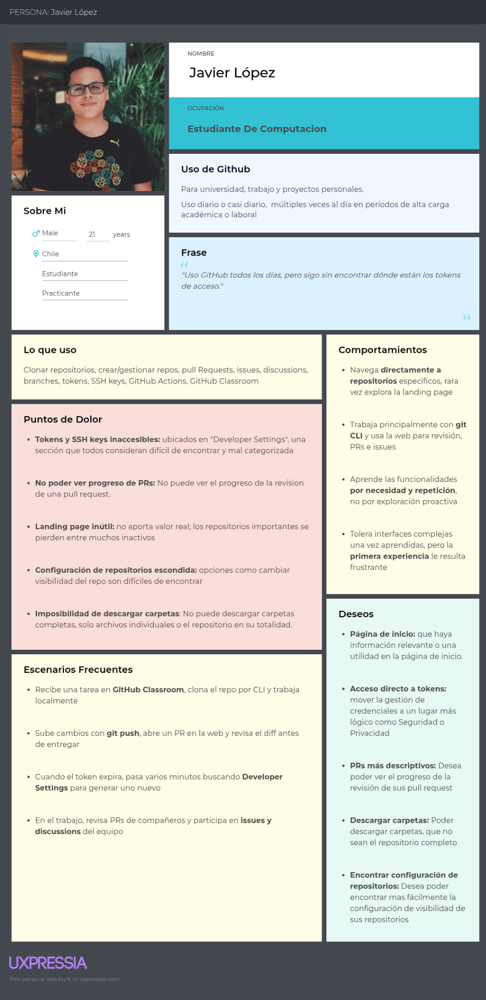 PERSONA: Javier López
NOMBRE
Javier López
OCUPACIÓN
Estudiante De Computacion
Uso de Github
Para universidad, trabajo y proyectos personales.
Uso diario o casi diario,  múltiples veces al día en períodos de alta carga
académica o laboral
Sobre Mi
Male
21 years
Chile
Estudiante
Practicante
Frase
“
"Uso GitHub todos los días, pero sigo sin encontrar dónde están los tokens
de acceso."
”
Lo que uso
Clonar repositorios, crear/gestionar repos, pull Requests, issues, discussions,
branches, tokens, SSH keys, GitHub Actions, GitHub Classroom
Puntos de Dolor
• Tokens y SSH keys inaccesibles: ubicados en "Developer Settings", una
sección que todos consideran difícil de encontrar y mal categorizada
• No poder ver progreso de PRs: No puede ver el progreso de la revision
de una pull request.
• Landing page inútil: no aporta valor real; los repositorios importantes se
pierden entre muchos inactivos
• Configuración de repositorios escondida: opciones como cambiar
visibilidad del repo son difíciles de encontrar
• Imposibilidad de descargar carpetas: No puede descargar carpetas
completas, solo archivos individuales o el repositorio en su totalidad.
Escenarios Frecuentes
• Recibe una tarea en GitHub Classroom, clona el repo por CLI y trabaja
localmente
• Sube cambios con git push, abre un PR en la web y revisa el diff antes
de entregar
• Cuando el token expira, pasa varios minutos buscando Developer
Settings para generar uno nuevo
• En el trabajo, revisa PRs de compañeros y participa en issues y
discussions del equipo
Comportamientos
• Navega directamente a
repositorios específicos, rara
vez explora la landing page
• Trabaja principalmente con git
CLI y usa la web para revisión,
PRs e issues
• Aprende las funcionalidades
por necesidad y repetición,
no por exploración proactiva
• Tolera interfaces complejas
una vez aprendidas, pero la
primera experiencia le resulta
frustrante
Deseos
• Página de inicio: que haya
información relevante o una
utilidad en la página de inicio.
• Acceso directo a tokens:
mover la gestión de
credenciales a un lugar más
lógico como Seguridad o
Privacidad
• PRs más descriptivos: Desea
poder ver el progreso de la
revisión de sus pull request
• Descargar carpetas: Poder
descargar carpetas, que no
sean el repositorio completo
• Encontrar configuración de
repositorios: Desea poder
encontrar mas fácilmente la
configuración de visibilidad de
sus repositorios
UXPRESSIA
This persona was built in uxpressia.com